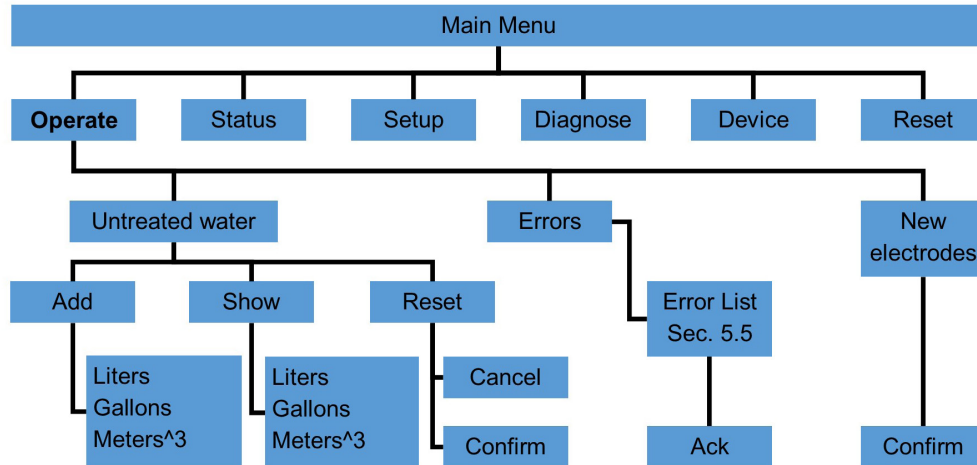 Main Menu
Operate
Status
Setup
Diagnose
Device
Reset
Untreated water
Errors
New
electrodes
Add
Show
Reset
Error List
Sec. 5.5
Liters
Gallons
Meters^3
Liters
Gallons
Meters^3
Cancel
Confirm
Ack
Confirm